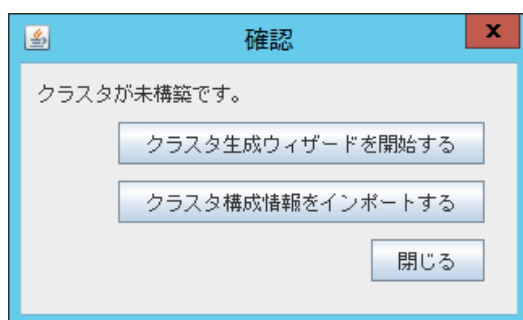 確認
x
クラスタが未構築です。
クラスタ生成ウィザードを開始する
クラスタ構成情報をインポートする
閉じる